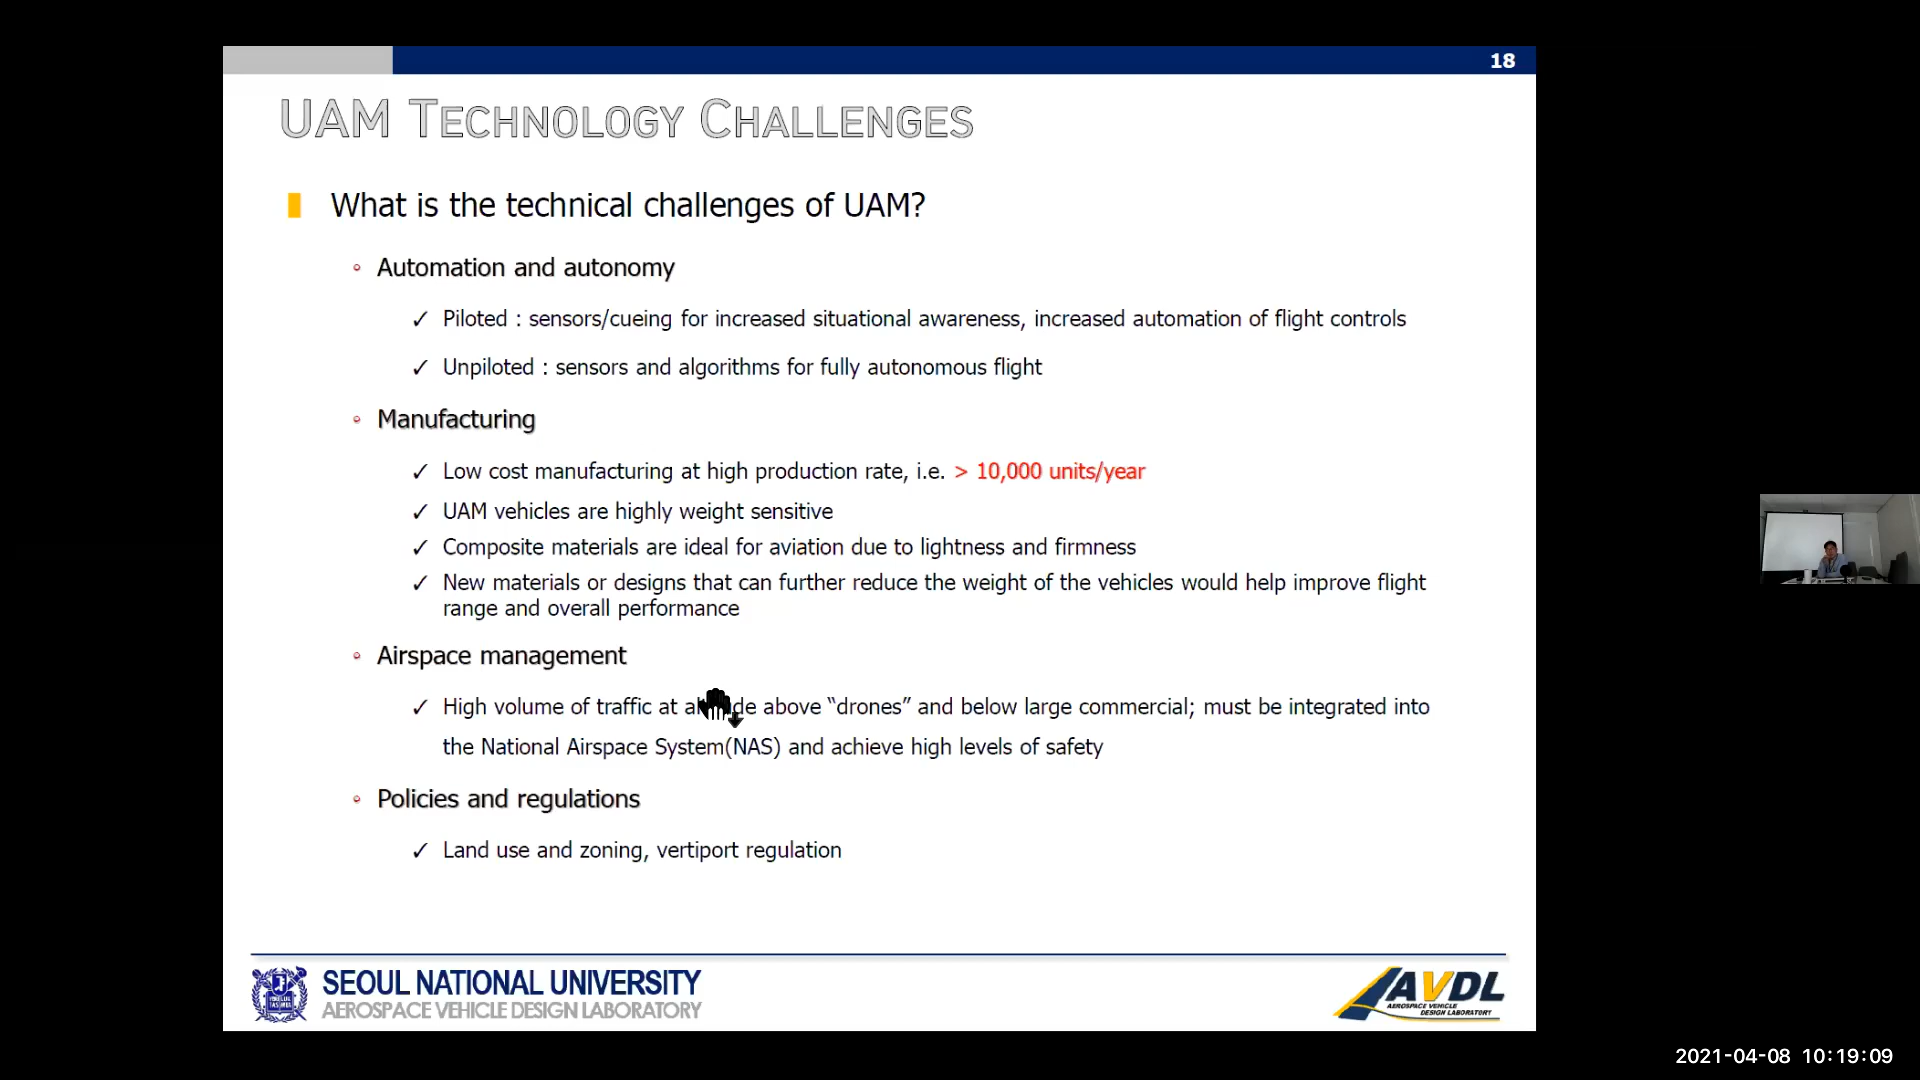 18
UAM TECHNOLOGY CHALLENGES
What is the technical challenges of UAM?
Automation and autonomy
✓ Piloted : sensors/cueing for increased situational awareness, increased automation of flight controls
✓ Unpiloted : sensors and algorithms for fully autonomous flight
Manufacturing
✓ Low cost manufacturing at high production rate, i.e. > 10,000 units/year
✓ UAM vehicles are highly weight sensitive
✓ Composite materials are ideal for aviation due to lightness and firmness
✓ New materials or designs that can further reduce the weight of the vehicles would help improve flight
range and overall performance
Airspace management
✓ High volume of traffic at above “drones” and below large commercial; must be integrated into
the National Airspace System(NAS) and achieve high levels of safety
Policies and regulations
✓ Land use and zoning, vertiport regulation
SEOUL NATIONAL UNIVERSITY
AEROSPACE VEHICLE DESIGN LABORATORY
AVDL
AEROSPACE VEHICLE
DESIGN LABORATORY
2021-04-08 10:19:09